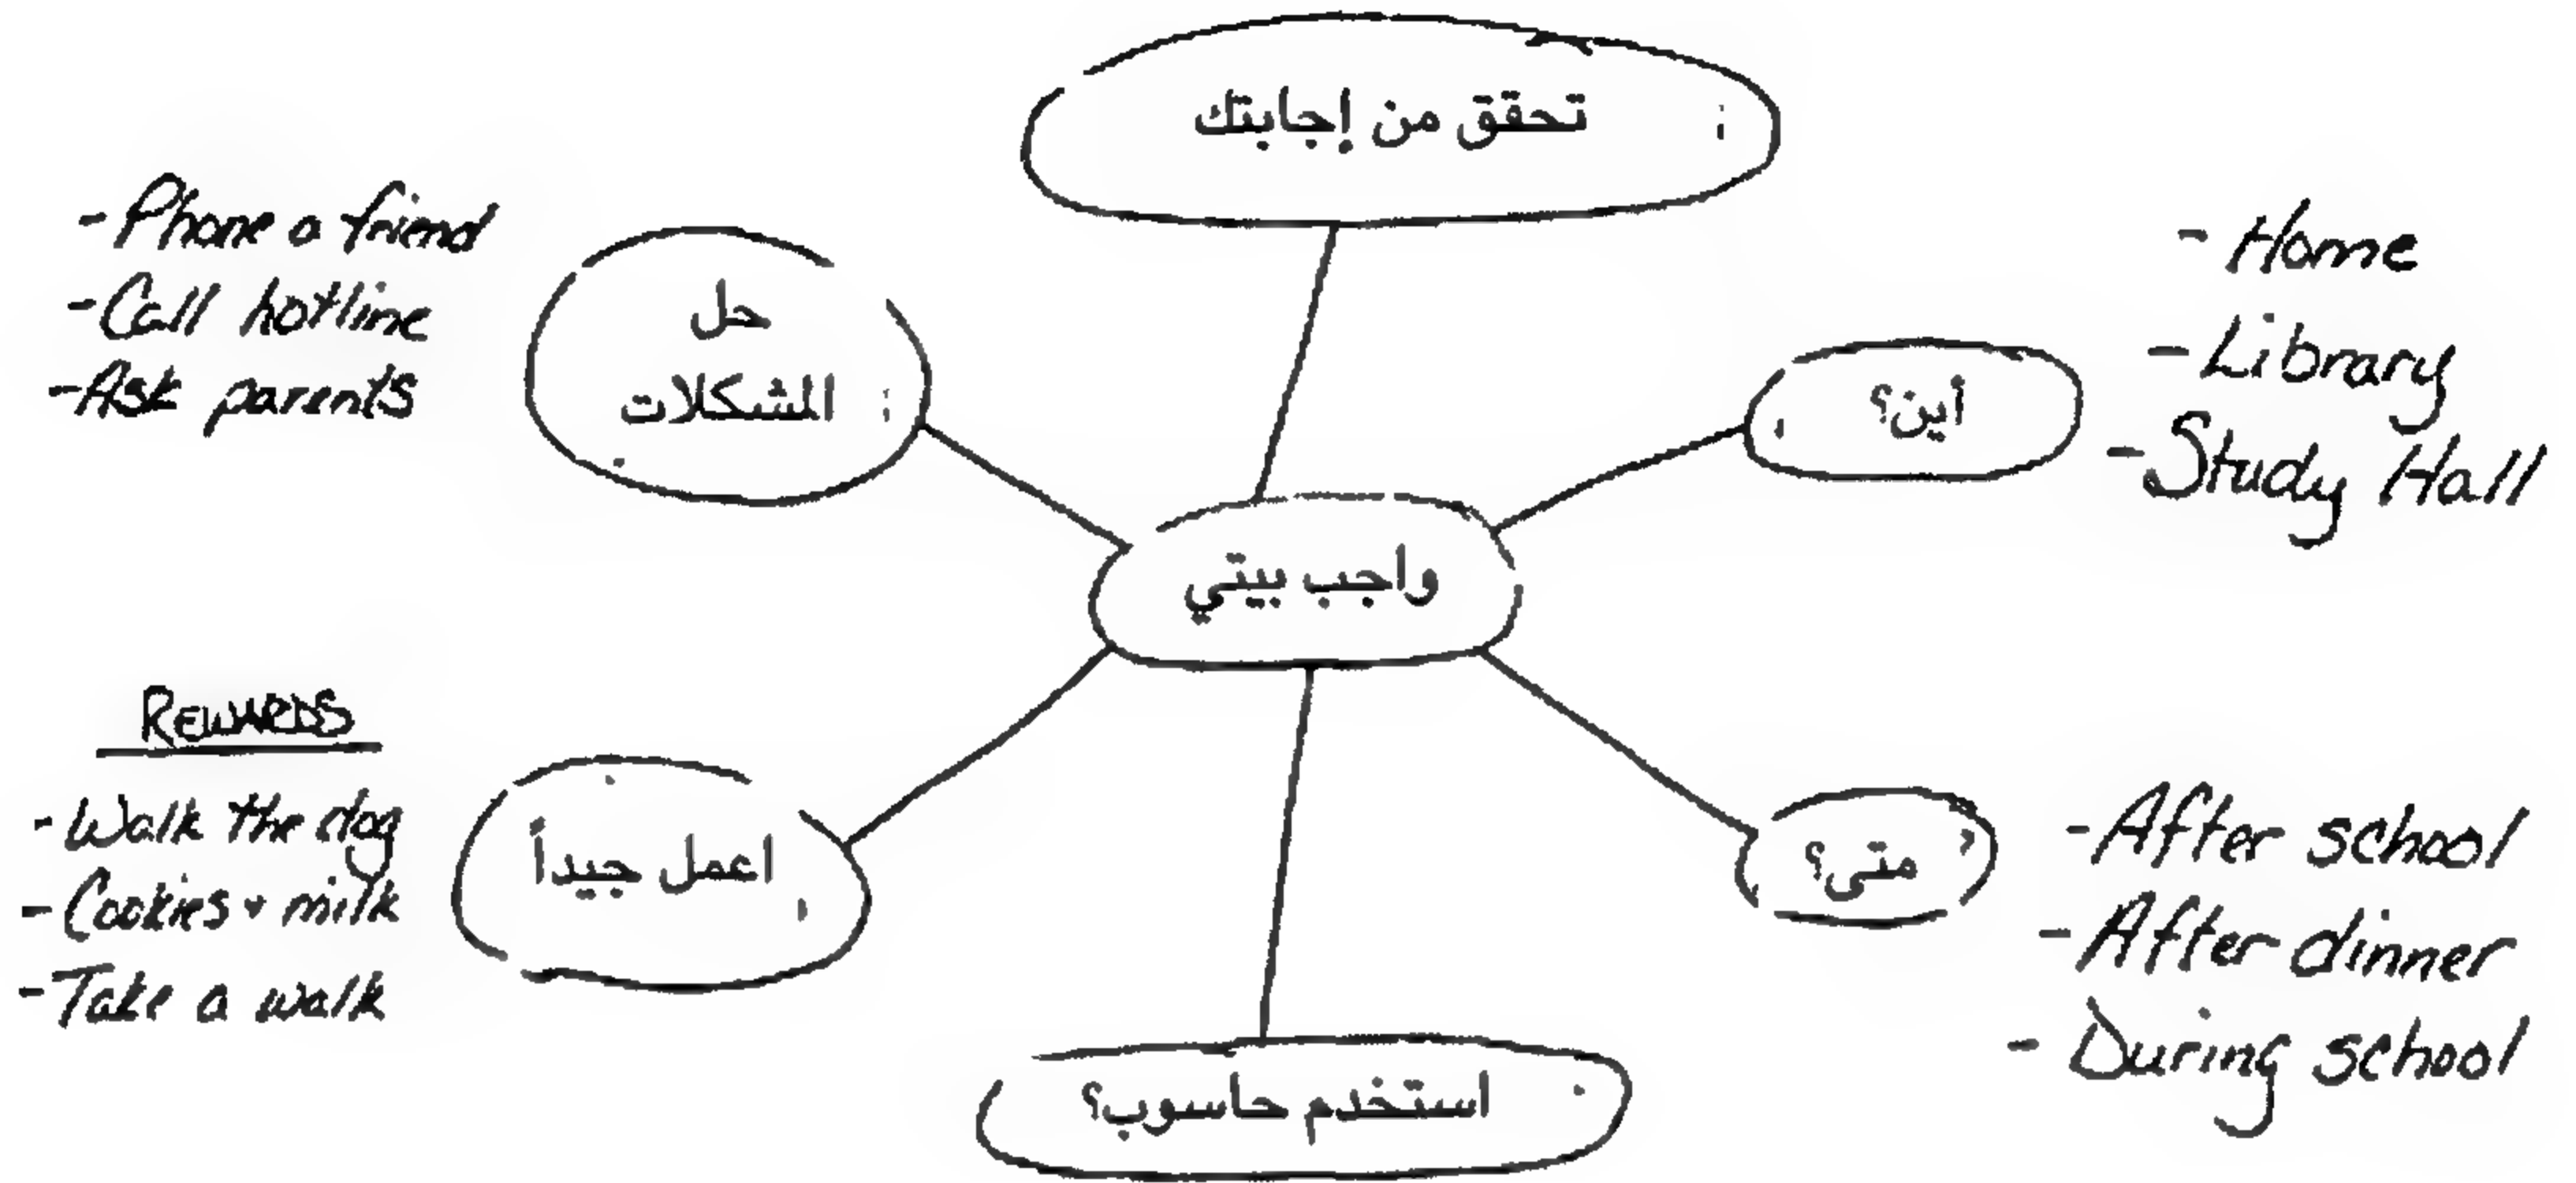 تحقق من إجابتك
- Phone a friend
- Call hotline
- Ask parents
حل
المشكلات
أين؟
- Home
- Library
- Study Hall
واجب بيتي
REWARDS
- Walk the dog
- Cookies + milk
- Take a walk
اعمل جيداً
متى؟
- After school
- After dinner
- During school
استخدم حاسوب؟